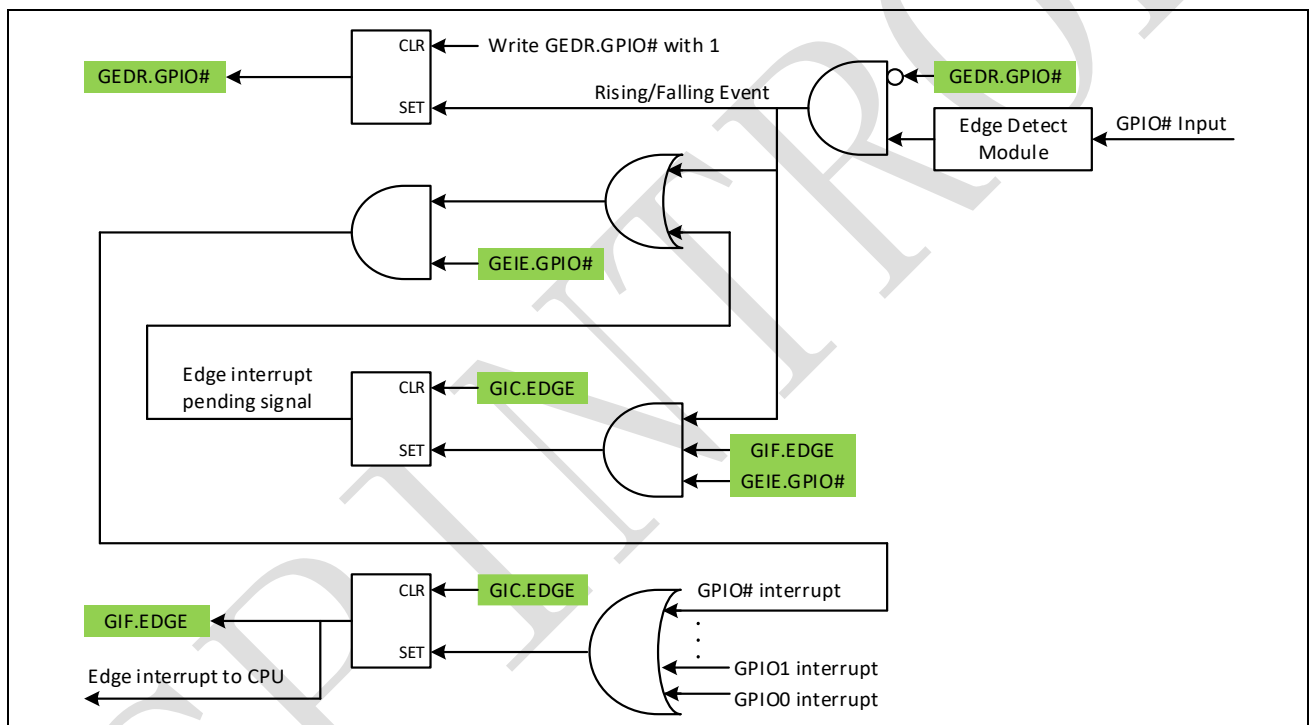 CLR
Write GEDR.GPIO# with 1
GEDR.GPIO#
GEDR.GPIO#
SET
Rising/Falling Event
Edge Detect
Module
GPIO# Input
GEIE.GPIO#
Edge interrupt
pending signal
CLR
GIC.EDGE
SET
GIF.EDGE
GEIE.GPIO#
CLR
GIC.EDGE
GPIO# interrupt
GIF.EDGE
SET
Edge interrupt to CPU
GPIO1 interrupt
GPIO0 interrupt